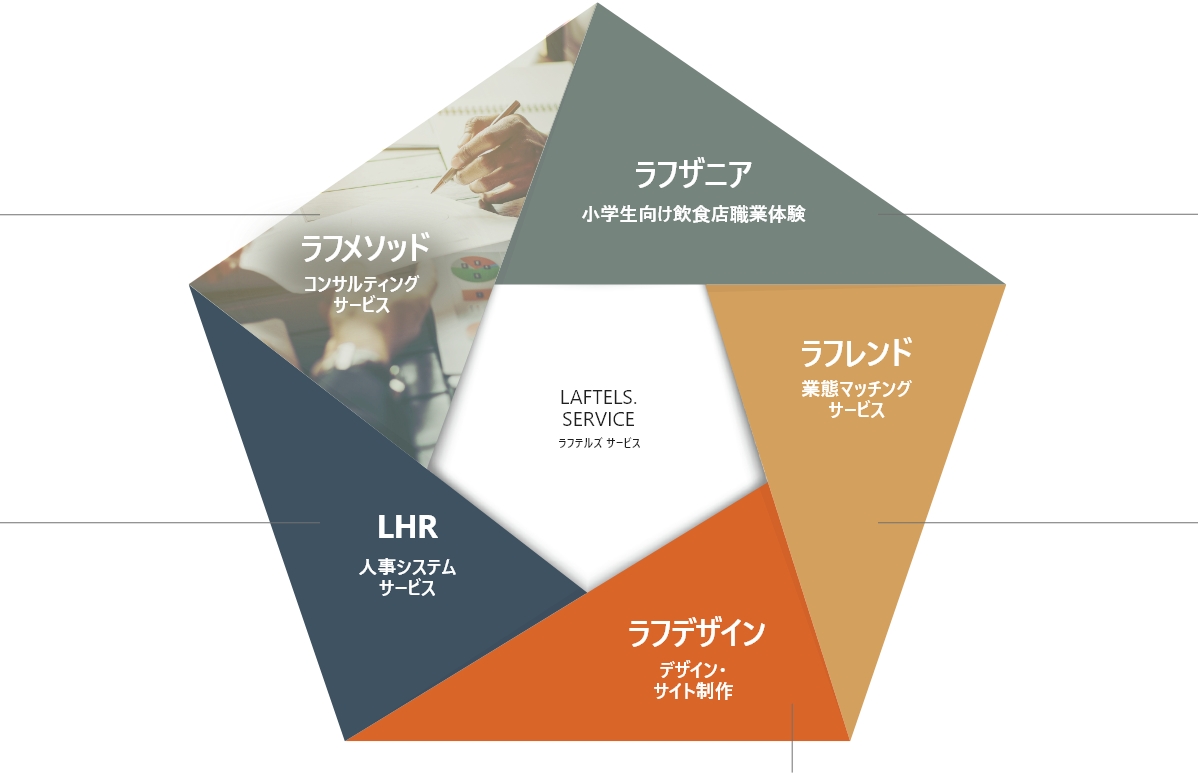 ラフザニア
小学生向け飲食店職業体験
ラフメソッド
コンサルティング
サービス
ラフレンド
業態マッチング
サービス
LAFTELS.
SERVICE
ラフテルズ サービス
LHR
人事システム
サービス
ラフデザイン
デザイン・
サイト制作